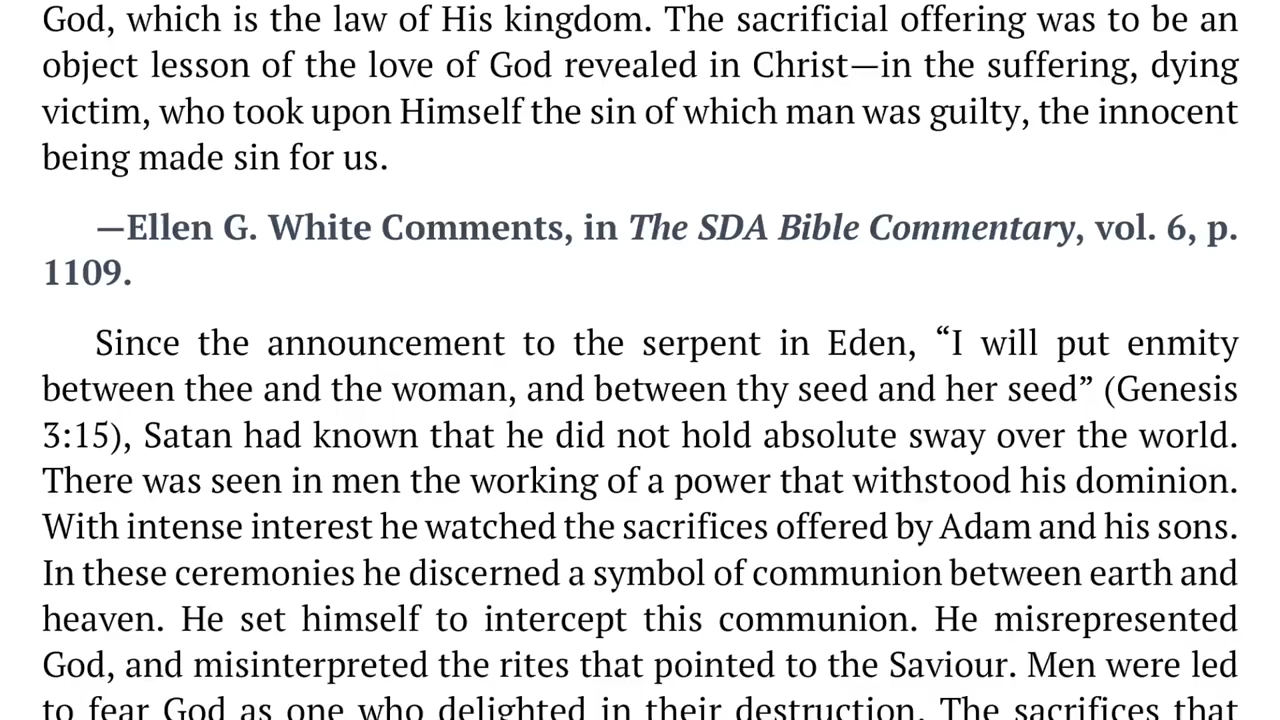 God, which is the law of His kingdom. The sacrificial offering was to be an
object lesson of the love of God revealed in Christ—in the suffering, dying
victim, who took upon Himself the sin of which man was guilty, the innocent
being made sin for us.
—Ellen G. White Comments, in The SDA Bible Commentary, vol. 6, p.
1109.
Since the announcement to the serpent in Eden, “I will put enmity
between thee and the woman, and between thy seed and her seed” (Genesis
3:15), Satan had known that he did not hold absolute sway over the world.
There was seen in men the working of a power that withstood his dominion.
With intense interest he watched the sacrifices offered by Adam and his sons.
In these ceremonies he discerned a symbol of communion between earth and
heaven. He set himself to intercept this communion. He misrepresented
God, and misinterpreted the rites that pointed to the Saviour. Men were led
to fear God as one who delighted in their destruction. The sacrifices that